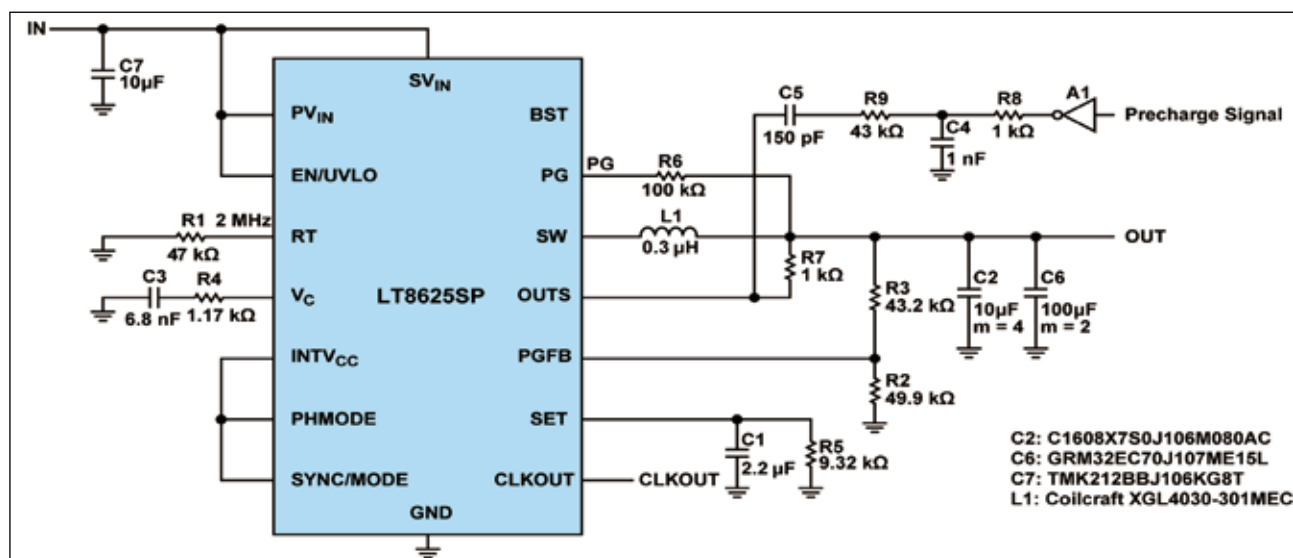 IN
C7
10µF
SVIN
PVIN
BST
EN/UVLO
PG
PG
R6
100 kΩ
C5
150 pF
R9
43 kΩ
C4
1 nF
R8
1 kΩ
A1
Precharge Signal
R1 2 MHz
47 kΩ
RT
SW
L1
0.3 µH
OUT
C3
6.8 nF
R4
1.17 kΩ
VC
LT8625SP
OUTS
R7
1 kΩ
R3
43.2 kΩ
C2
10µF
m = 4
C6
100µF
m = 2
INTVCC
PGFB
R2
49.9 kΩ
PHMODE
SET
C1
2.2 µF
R5
9.32 kΩ
SYNC/MODE
CLKOUT
CLKOUT
GND
C2: C1608X7S0J106M080AC
C6: GRM32EC70J107ME15L
C7: TMK212BBJ106KG8T
L1: Coilcraft XGL4030-301MEC